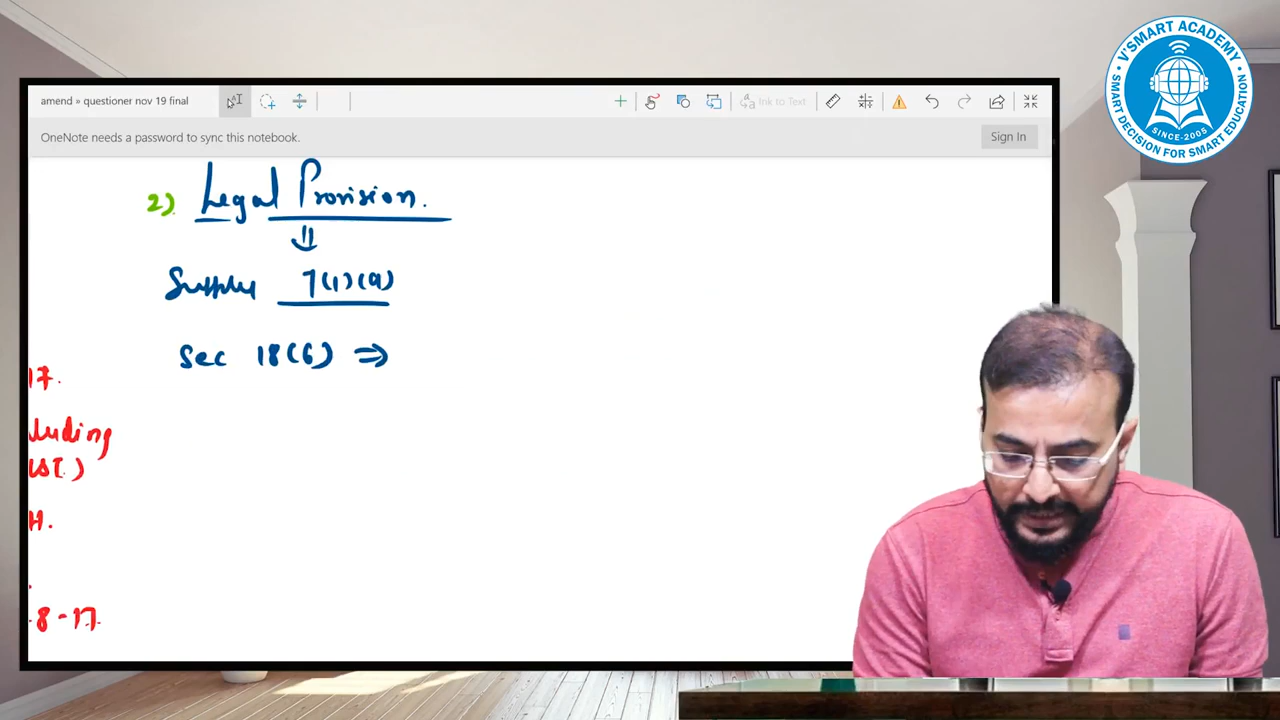 amend » questioner nov 19 final
Ink to Text
OneNote needs a password to sync this notebook.
Sign In
2) Legal Provision.
Supply 7(1)(a)
Sec 18(6) ⇒
17.
luding
H.
8-17.
V'SMART ACADEMY
SINCE-2005
SMART DECISION FOR SMART EDUCATION